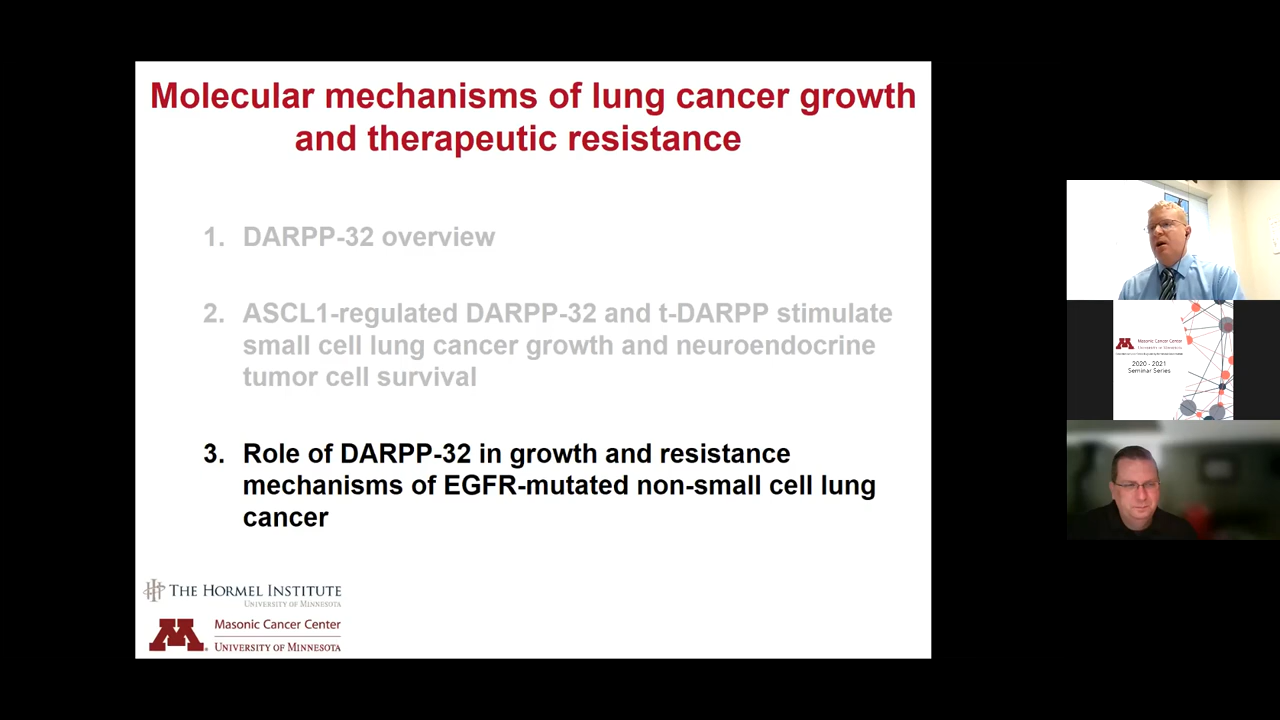 Molecular mechanisms of lung cancer growth
and therapeutic resistance
1. DARPP-32 overview
2. ASCL1-regulated DARPP-32 and t-DARPP stimulate
small cell lung cancer growth and neuroendocrine
tumor cell survival
3. Role of DARPP-32 in growth and resistance
mechanisms of EGFR-mutated non-small cell lung
cancer
THE HORMEL INSTITUTE
UNIVERSITY OF MINNESOTA
Masonic Cancer Center
UNIVERSITY OF MINNESOTA
Masonic Cancer Center
UNIVERSITY OF MINNESOTA
2020 - 2021
Seminar Series